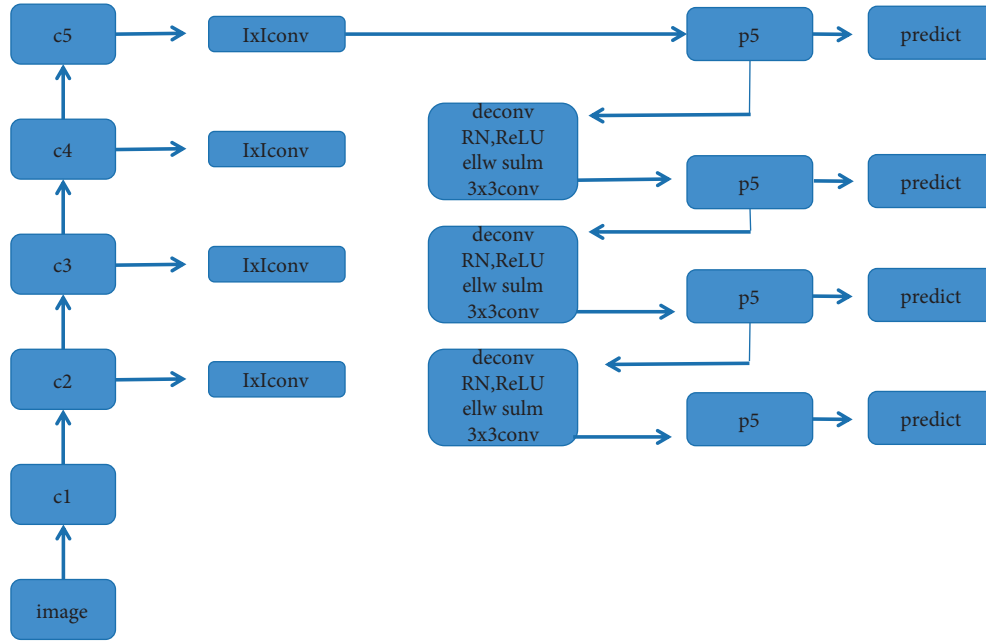 c5
IxIconv
p5
predict
deconv
RN,ReLU
ellw sulm
3x3conv
c4
IxIconv
p5
predict
deconv
RN,ReLU
ellw sulm
3x3conv
c3
IxIconv
p5
predict
deconv
RN,ReLU
ellw sulm
3x3conv
c2
IxIconv
p5
predict
c1
image